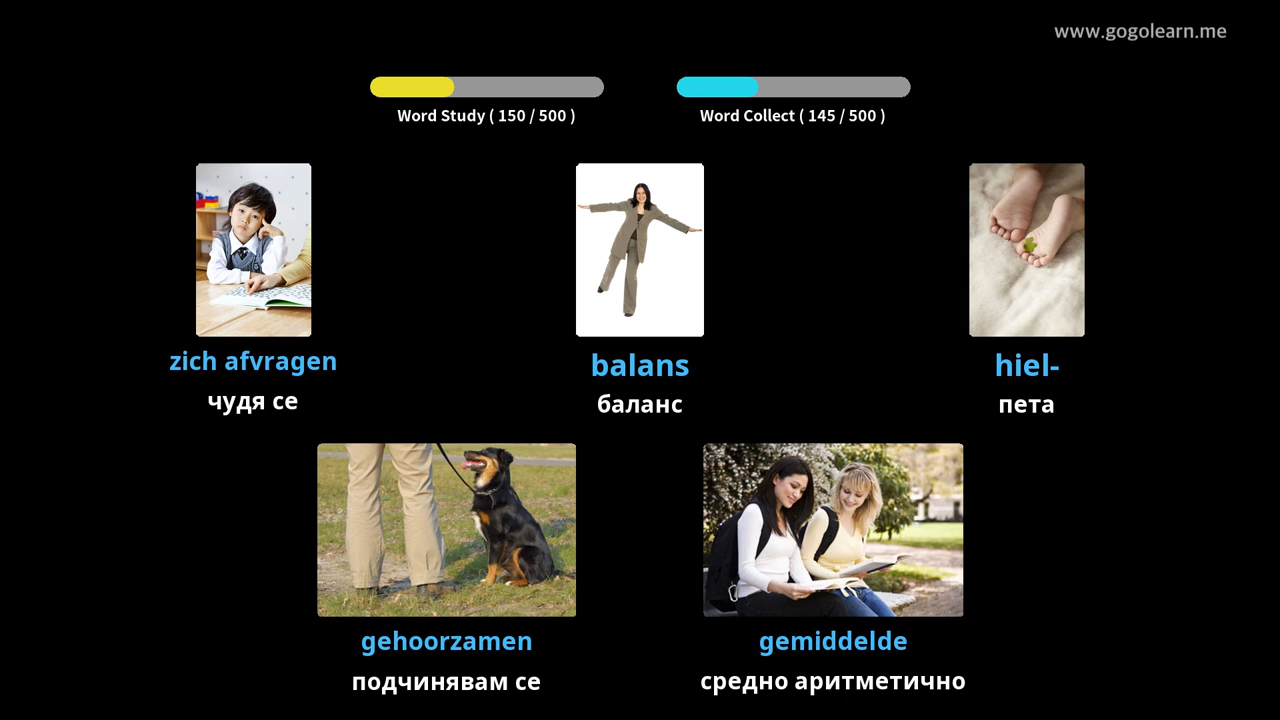 www.gogolearn.me
Word Study ( 150 / 500 )
Word Collect ( 145 / 500 )
zich afvragen
чудя се
balans
баланс
hiel-
пета
gehoorzamen
подчинявам се
gemiddelde
средно аритметично